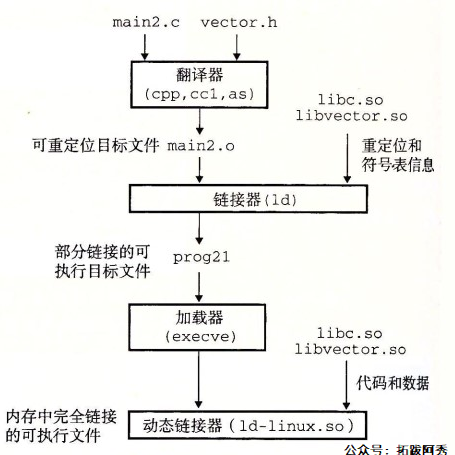 main2.c vector.h
翻译器
(cpp,cc1,as)
libc.so
libvector.so
可重定位目标文件 main2.o
重定位和
符号表信息
链接器(ld)
部分链接的可
执行目标文件
prog21
加载器
(execve)
libc.so
libvector.so
代码和数据
内存中完全链接
的可执行文件
动态链接器(ld-linux.so)
公众号：拓跋阿秀